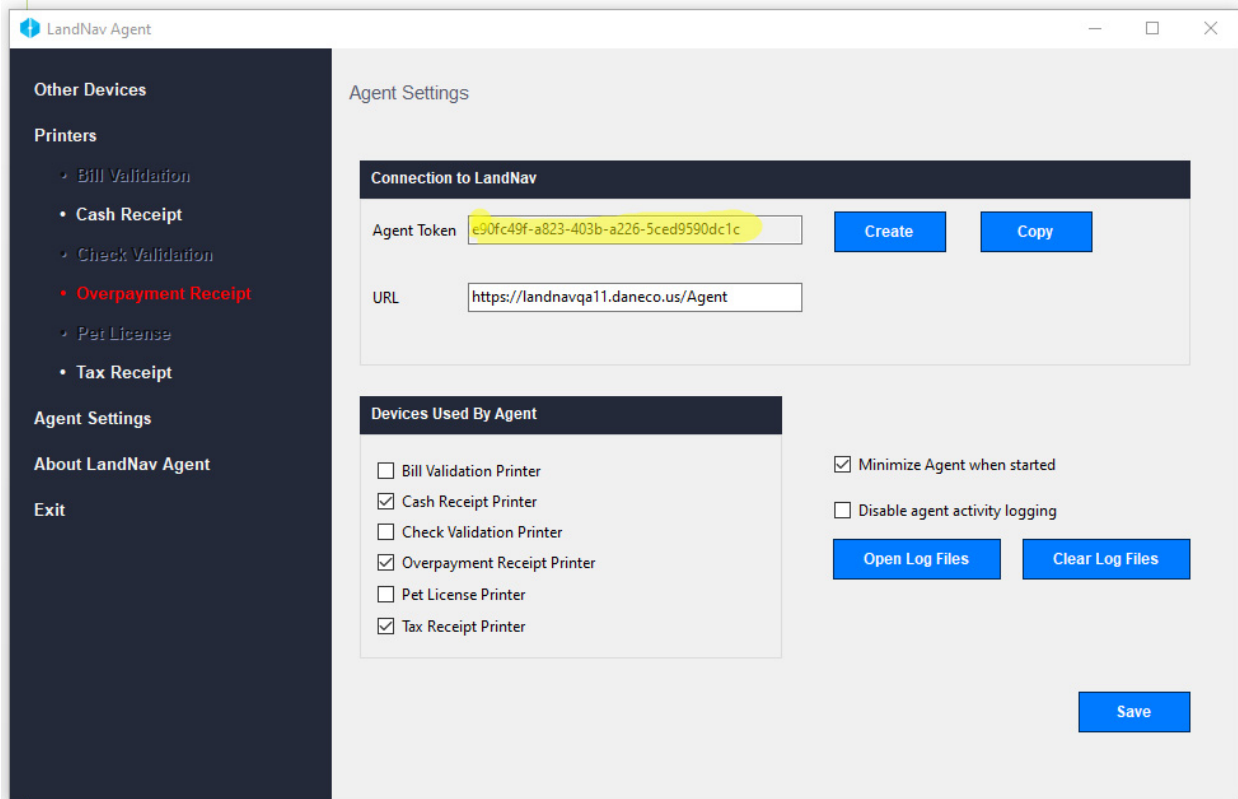 LandNav Agent
Other Devices
Printers
• Bill Validation
• Cash Receipt
• Check Validation
• Overpayment Receipt
• Pet License
• Tax Receipt
Agent Settings
About LandNav Agent
Exit
Agent Settings
Connection to LandNav
Agent Token e90fc49f-a823-403b-a226-5ced9590dc1c Create Copy
URL https://landnavqa11.daneco.us/Agent
Devices Used By Agent
Bill Validation Printer
Cash Receipt Printer
Check Validation Printer
Overpayment Receipt Printer
Pet License Printer
Tax Receipt Printer
Minimize Agent when started
Disable agent activity logging
Open Log Files Clear Log Files
Save